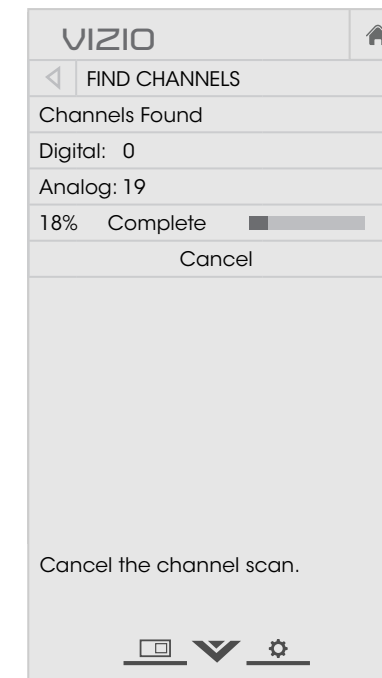 VIZIO
FIND CHANNELS
Channels Found
Digital: 0
Analog: 19
18% Complete
Cancel
Cancel the channel scan.